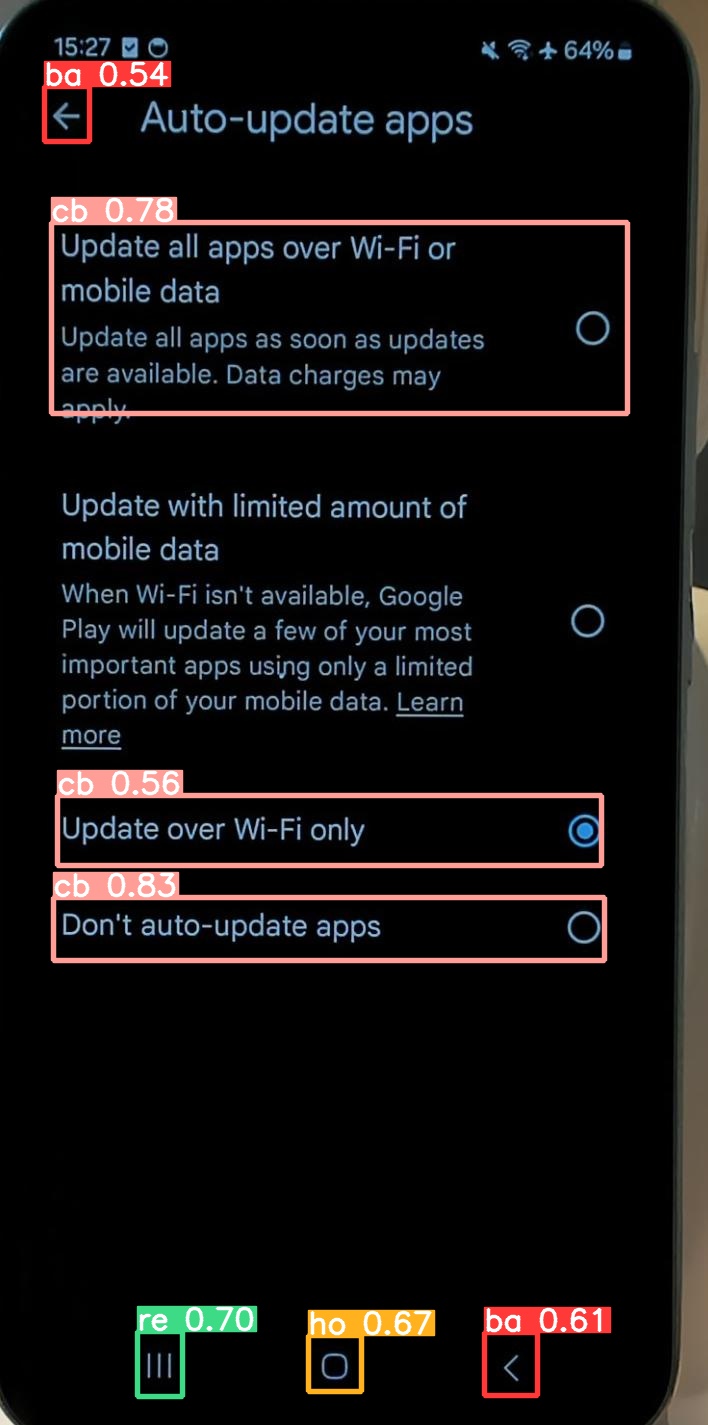 15:27
64%
ba 0.54
Auto-update apps
cb 0.78
Update all apps over Wi-Fi or
mobile data
Update all apps as soon as updates
are available. Data charges may
apply.
Update with limited amount of
mobile data
When Wi-Fi isn't available, Google
Play will update a few of your most
important apps using only a limited
portion of your mobile data. Learn
more
cb 0.56
Update over Wi-Fi only
cb 0.83
Don't auto-update apps
re 0.70
ho 0.67
ba 0.61